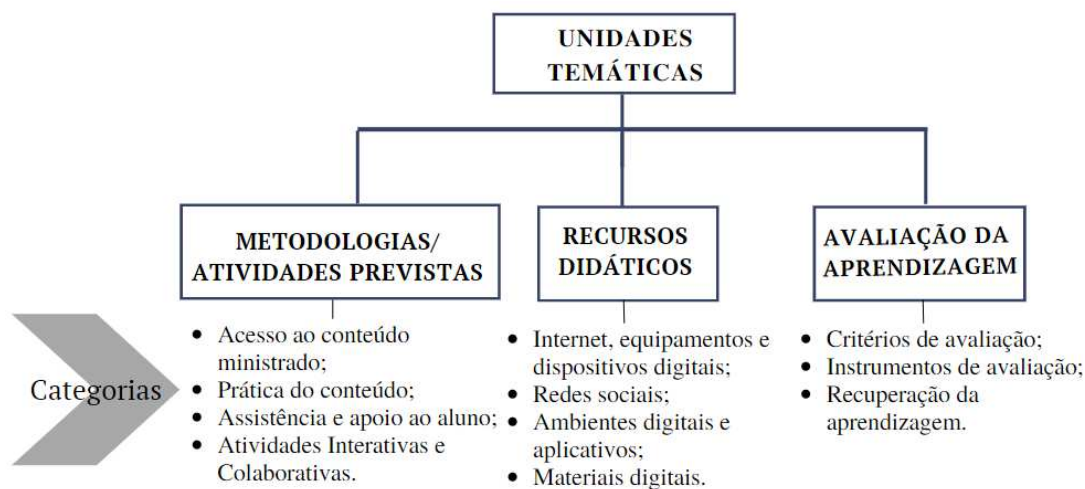 UNIDADES
TEMÁTICAS
METODOLOGIAS/
ATIVIDADES PREVISTAS
RECURSOS
DIDÁTICOS
AVALIAÇÃO DA
APRENDIZAGEM
Categorias
• Acesso ao conteúdo
ministrado;
• Prática do conteúdo;
• Assistência e apoio ao aluno;
• Atividades Interativas e
Colaborativas.
• Internet, equipamentos e
dispositivos digitais;
• Redes sociais;
• Ambientes digitais e
aplicativos;
• Materiais digitais.
• Critérios de avaliação;
• Instrumentos de avaliação;
• Recuperação da
aprendizagem.